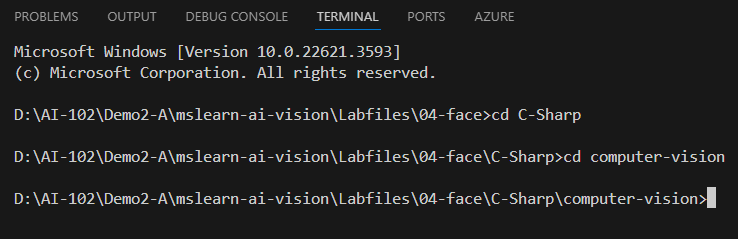 PROBLEMS OUTPUT DEBUG CONSOLE TERMINAL PORTS AZURE
Microsoft Windows [Version 10.0.22621.3593]
(c) Microsoft Corporation. All rights reserved.
D:\AI-102\Demo2-A\mslearn-ai-vision\Labfiles\04-face>cd C-Sharp
D:\AI-102\Demo2-A\mslearn-ai-vision\Labfiles\04-face\C-Sharp>cd computer-vision
D:\AI-102\Demo2-A\mslearn-ai-vision\Labfiles\04-face\C-Sharp\computer-vision>